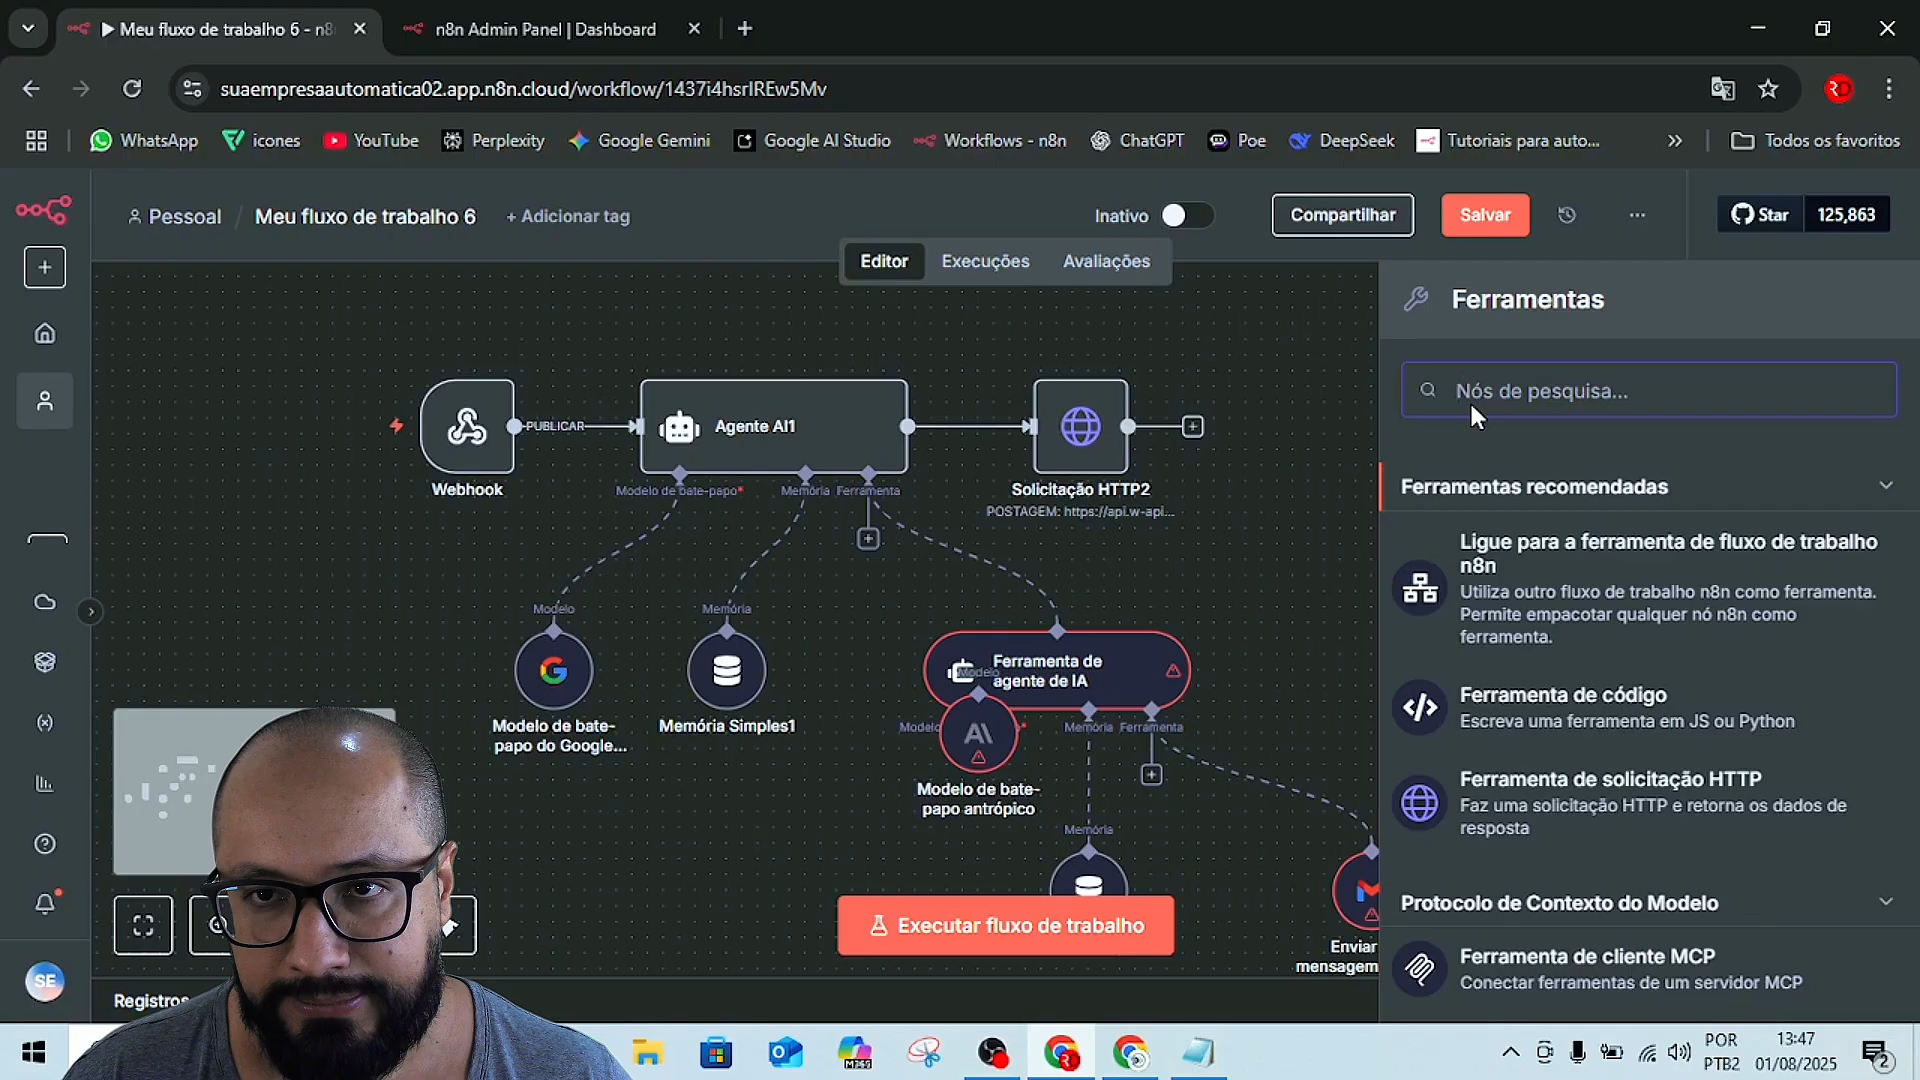 Meu fluxo de trabalho 6 - n8
n8n Admin Panel | Dashboard
suaempresaautomatica02.app.n8n.cloud/workflow/1437i4hsrlREw5Mv
WhatsApp
icones
YouTube
Perplexity
Google Gemini
Google AI Studio
Workflows - n8n
ChatGPT
Poe
DeepSeek
Tutoriais para auto...
Todos os favoritos
Pessoal / Meu fluxo de trabalho 6
+ Adicionar tag
Inativo
Compartilhar
Salvar
Star
125,863
Editor
Execuções
Avaliações
Ferramentas
Nós de pesquisa...
Ferramentas recomendadas
Ligue para a ferramenta de fluxo de trabalho
n8n
Utiliza outro fluxo de trabalho n8n como ferramenta.
Permite empacotar qualquer nó n8n como
ferramenta.
Ferramenta de código
Escreva uma ferramenta em JS ou Python
Ferramenta de solicitação HTTP
Faz uma solicitação HTTP e retorna os dados de
resposta
Protocolo de Contexto do Modelo
Ferramenta de cliente MCP
Conectar ferramentas de um servidor MCP
PUBLICAR
Agente AI1
Webhook
Modelo de bate-papo*
Memória
Ferramenta
Solicitação HTTP2
POSTAGEM: https://api.w-api...
Modelo
Memória
Modelo de bate-
papo do Google...
Memória Simples1
Ferramenta de
agente de IA
Modelo
Modelo
Memória
Ferramenta
Modelo de bate-
papo antrópico
Memória
Enviar
mensagem
Executar fluxo de trabalho
Registros
SE
RD
M365
POR
PTB2
13:47
01/08/2025
2